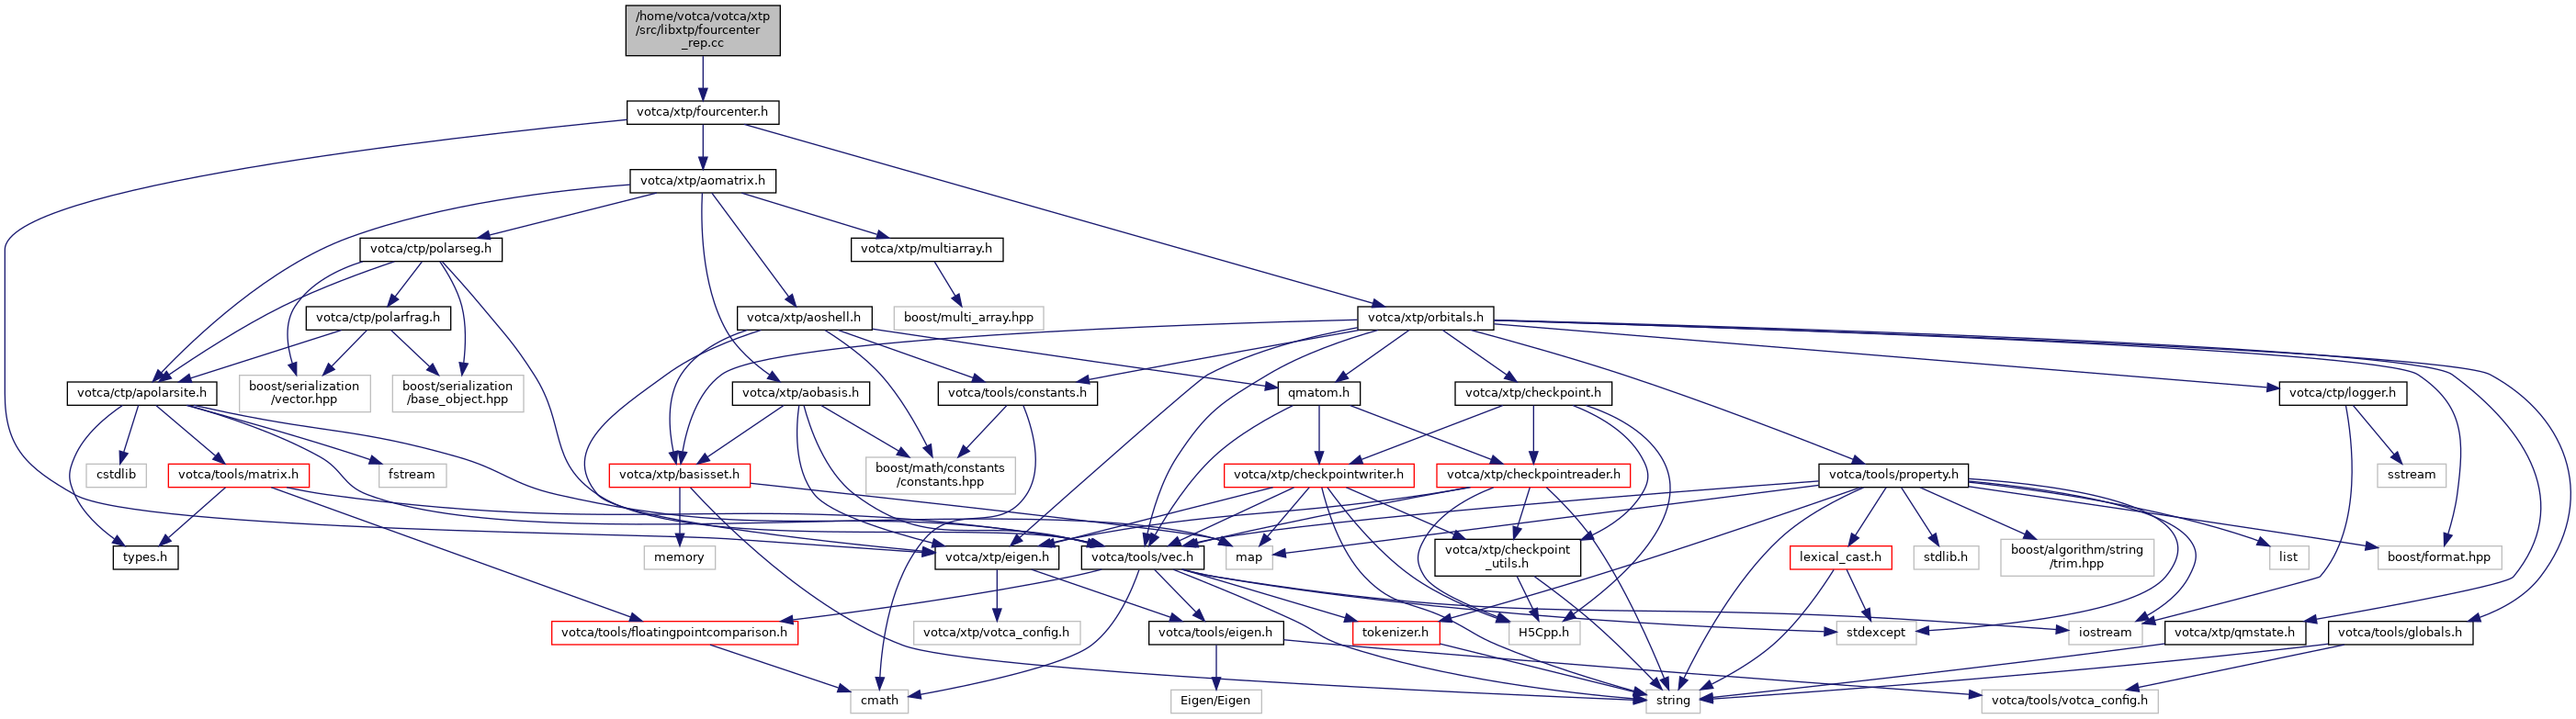 /home/votca/votca/xtp
/src/libxtp/fourcenter
_rep.cc
votca/xtp/fourcenter.h
votca/xtp/aomatrix.h
votca/ctp/polarseg.h
votca/xtp/multiarray.h
votca/ctp/polarfrag.h
votca/xtp/aoshell.h
boost/multi_array.hpp
votca/xtp/orbitals.h
votca/ctp/apolarsite.h
boost/serialization
/vector.hpp
boost/serialization
/base_object.hpp
votca/xtp/aobasis.h
votca/tools/constants.h
qmatom.h
votca/xtp/checkpoint.h
votca/ctp/logger.h
cstdlib
votca/tools/matrix.h
fstream
votca/xtp/basisset.h
boost/math/constants
/constants.hpp
votca/xtp/checkpointwriter.h
votca/xtp/checkpointreader.h
votca/tools/property.h
sstream
types.h
memory
votca/xtp/eigen.h
votca/tools/vec.h
map
votca/xtp/checkpoint
_utils.h
lexical_cast.h
stdlib.h
boost/algorithm/string
/trim.hpp
list
boost/format.hpp
votca/tools/floatingpointcomparison.h
votca/xtp/votca_config.h
votca/tools/eigen.h
tokenizer.h
H5Cpp.h
stdexcept
iostream
votca/xtp/qmstate.h
votca/tools/globals.h
cmath
Eigen/Eigen
string
votca/tools/votca_config.h